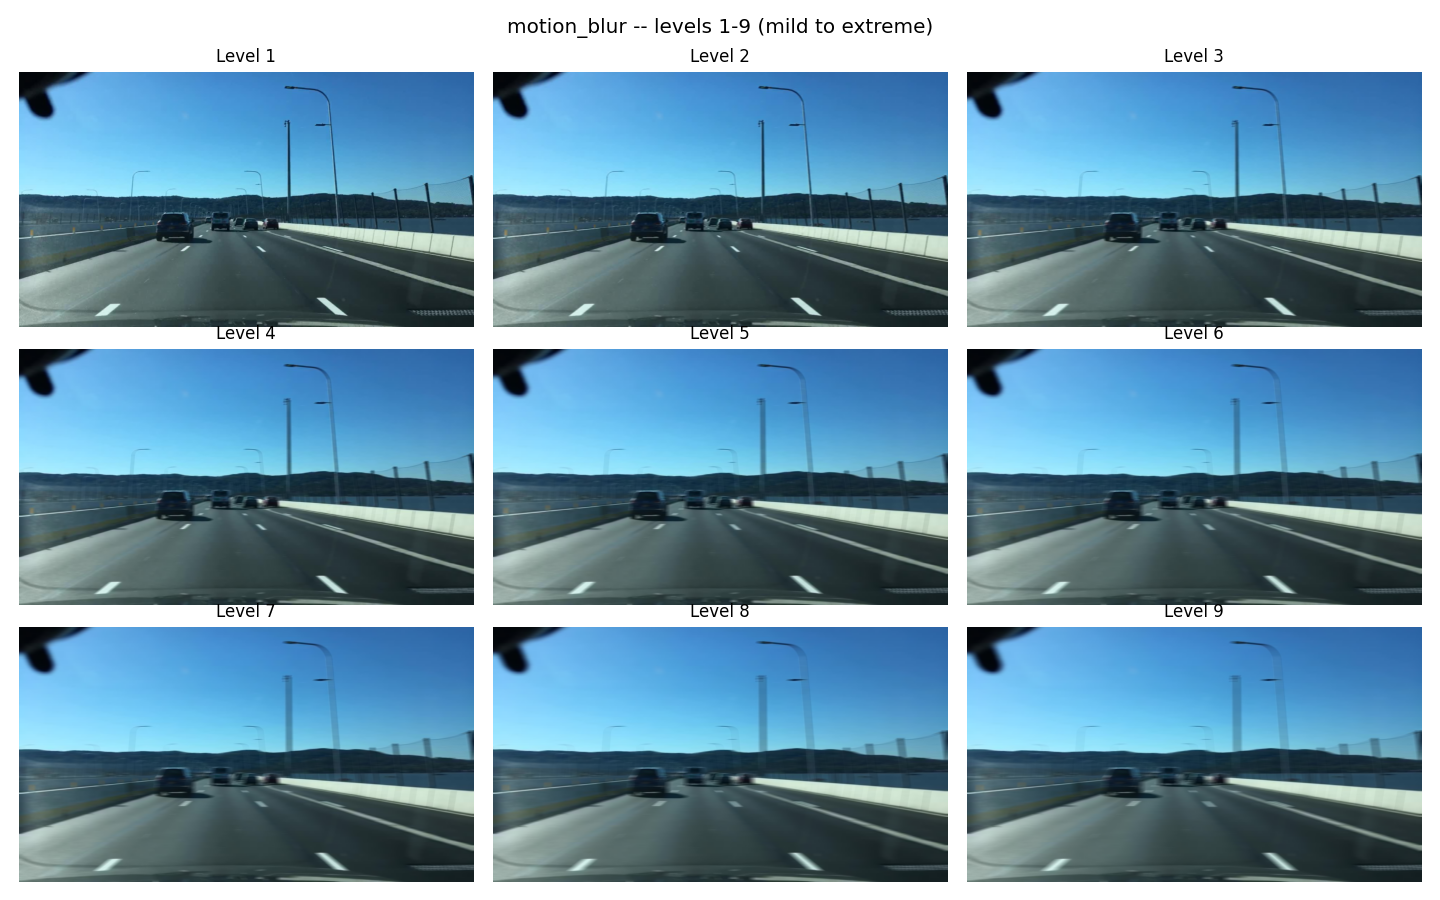 motion_blur -- levels 1-9 (mild to extreme)
Level 1
Level 2
Level 3
Level 4
Level 5
Level 6
Level 7
Level 8
Level 9